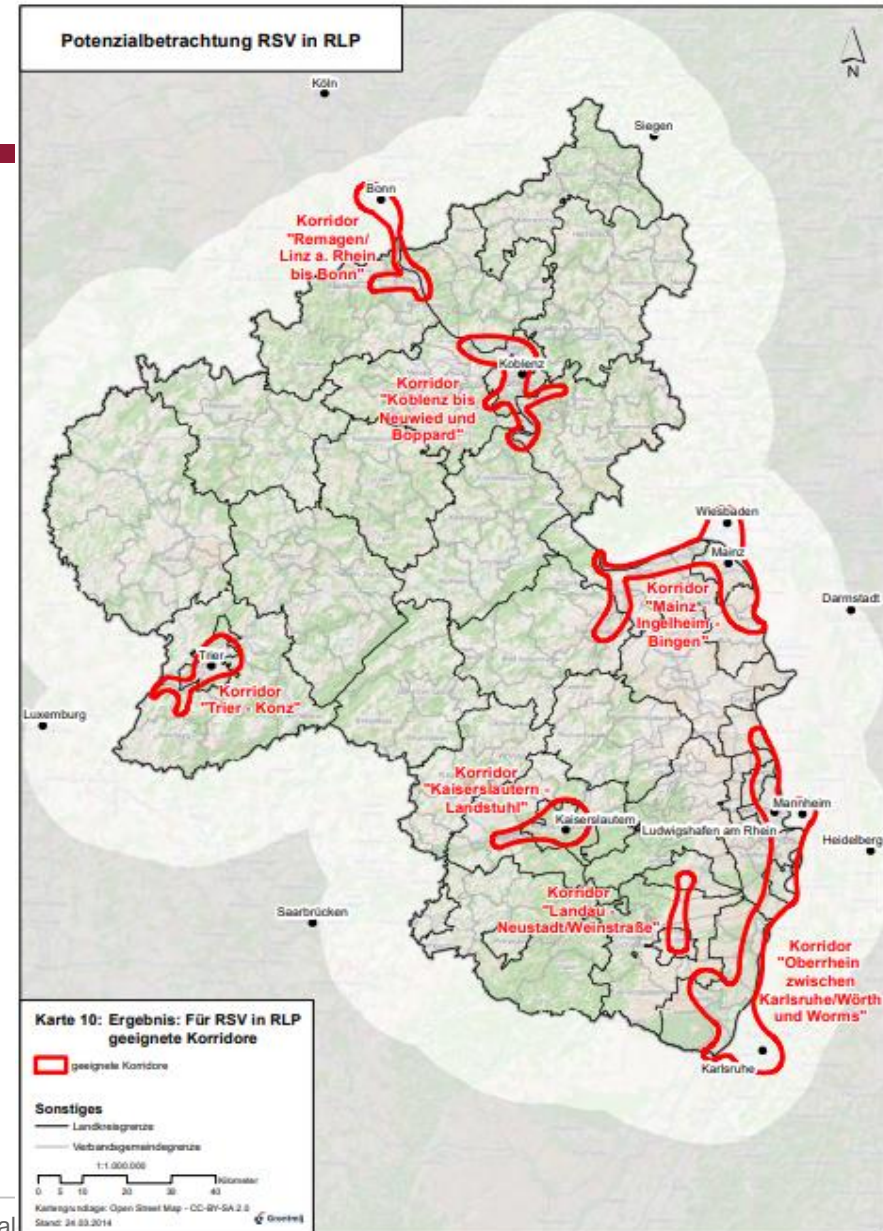 Potenzialbetrachtung RSV in RLP
N
Köln
Siegen
Bonn
Korridor
"Remagen/
Linz a. Rhein
bis Bonn"
Koblenz
Korridor
"Koblenz bis
Neuwied und
Boppard"
Wiesbaden
Mainz
Korridor
"Mainz -
Ingelheim -
Bingen"
Darmstadt
Trier
Korridor
"Trier - Konz"
Luxemburg
Korridor
"Kaiserslautern -
Landstuhl"
Kaiserslautern
Mannheim
Ludwigshafen am Rhein
Heidelberg
Korridor
"Landau -
Neustadt/Weinstraße"
Saarbrücken
Korridor
"Oberrhein
zwischen
Karlsruhe/Wörth
und Worms"
Karlsruhe
Karte 10: Ergebnis: Für RSV in RLP
geeignete Korridore
geeignete Korridore
Sonstiges
Landkreisgrenze
Verbandsgemeindegrenze
1:1.000.000
0 5 10 20 30 40 Kilometer
Kartengrundlage: Open Street Map - CC-BY-SA 2.0
Stand: 24.03.2014
Grontmij